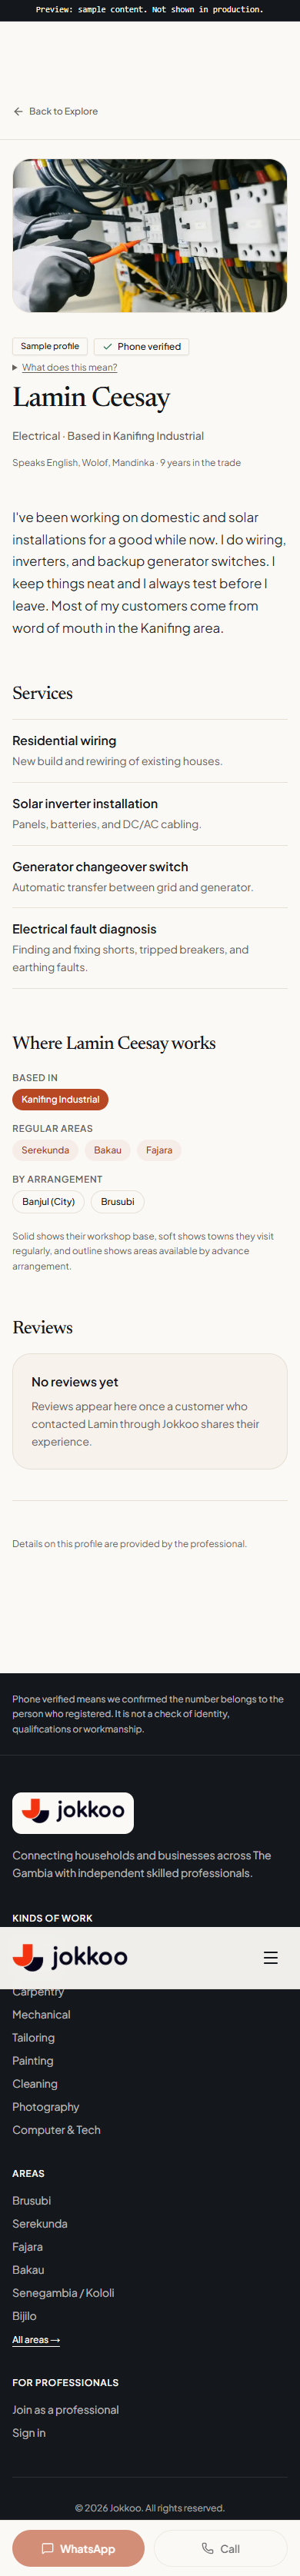 Preview: sample content. Not shown in production.
← Back to Explore
Sample profile
✓ Phone verified
▶ What does this mean?
Lamin Ceesay
Electrical · Based in Kanifing Industrial
Speaks English, Wolof, Mandinka · 9 years in the trade
I've been working on domestic and solar
installations for a good while now. I do wiring,
inverters, and backup generator switches. I
keep things neat and I always test before I
leave. Most of my customers come from
word of mouth in the Kanifing area.
Services
Residential wiring
New build and rewiring of existing houses.
Solar inverter installation
Panels, batteries, and DC/AC cabling.
Generator changeover switch
Automatic transfer between grid and generator.
Electrical fault diagnosis
Finding and fixing shorts, tripped breakers, and
earthing faults.
Where Lamin Ceesay works
BASED IN
Kanifing Industrial
REGULAR AREAS
Serekunda
Bakau
Fajara
BY ARRANGEMENT
Banjul (City)
Brusubi
Solid shows their workshop base, soft shows towns they visit
regularly, and outline shows areas available by advance
arrangement.
Reviews
No reviews yet
Reviews appear here once a customer who
contacted Lamin through Jokkoo shares their
experience.
Details on this profile are provided by the professional.
Phone verified means we confirmed the number belongs to the
person who registered. It is not a check of identity,
qualifications or workmanship.
jokkoo
Connecting households and businesses across The
Gambia with independent skilled professionals.
KINDS OF WORK
jokkoo
Carpentry
Mechanical
Tailoring
Painting
Cleaning
Photography
Computer & Tech
AREAS
Brusubi
Serekunda
Fajara
Bakau
Senegambia / Kololi
Bijilo
All areas →
FOR PROFESSIONALS
Join as a professional
Sign in
© 2026 Jokkoo. All rights reserved.
WhatsApp
Call